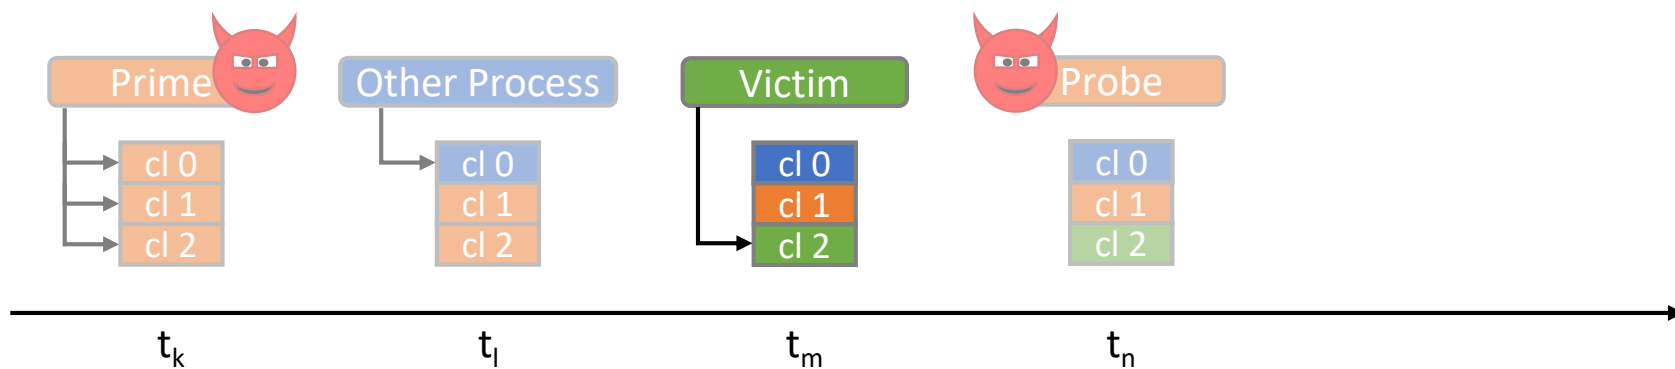 Prime Other Process Victim Probe
cl 0 cl 0 cl 0 cl 0
cl 1 cl 1 cl 1 cl 1
cl 2 cl 2 cl 2 cl 2
tk tl tm tn